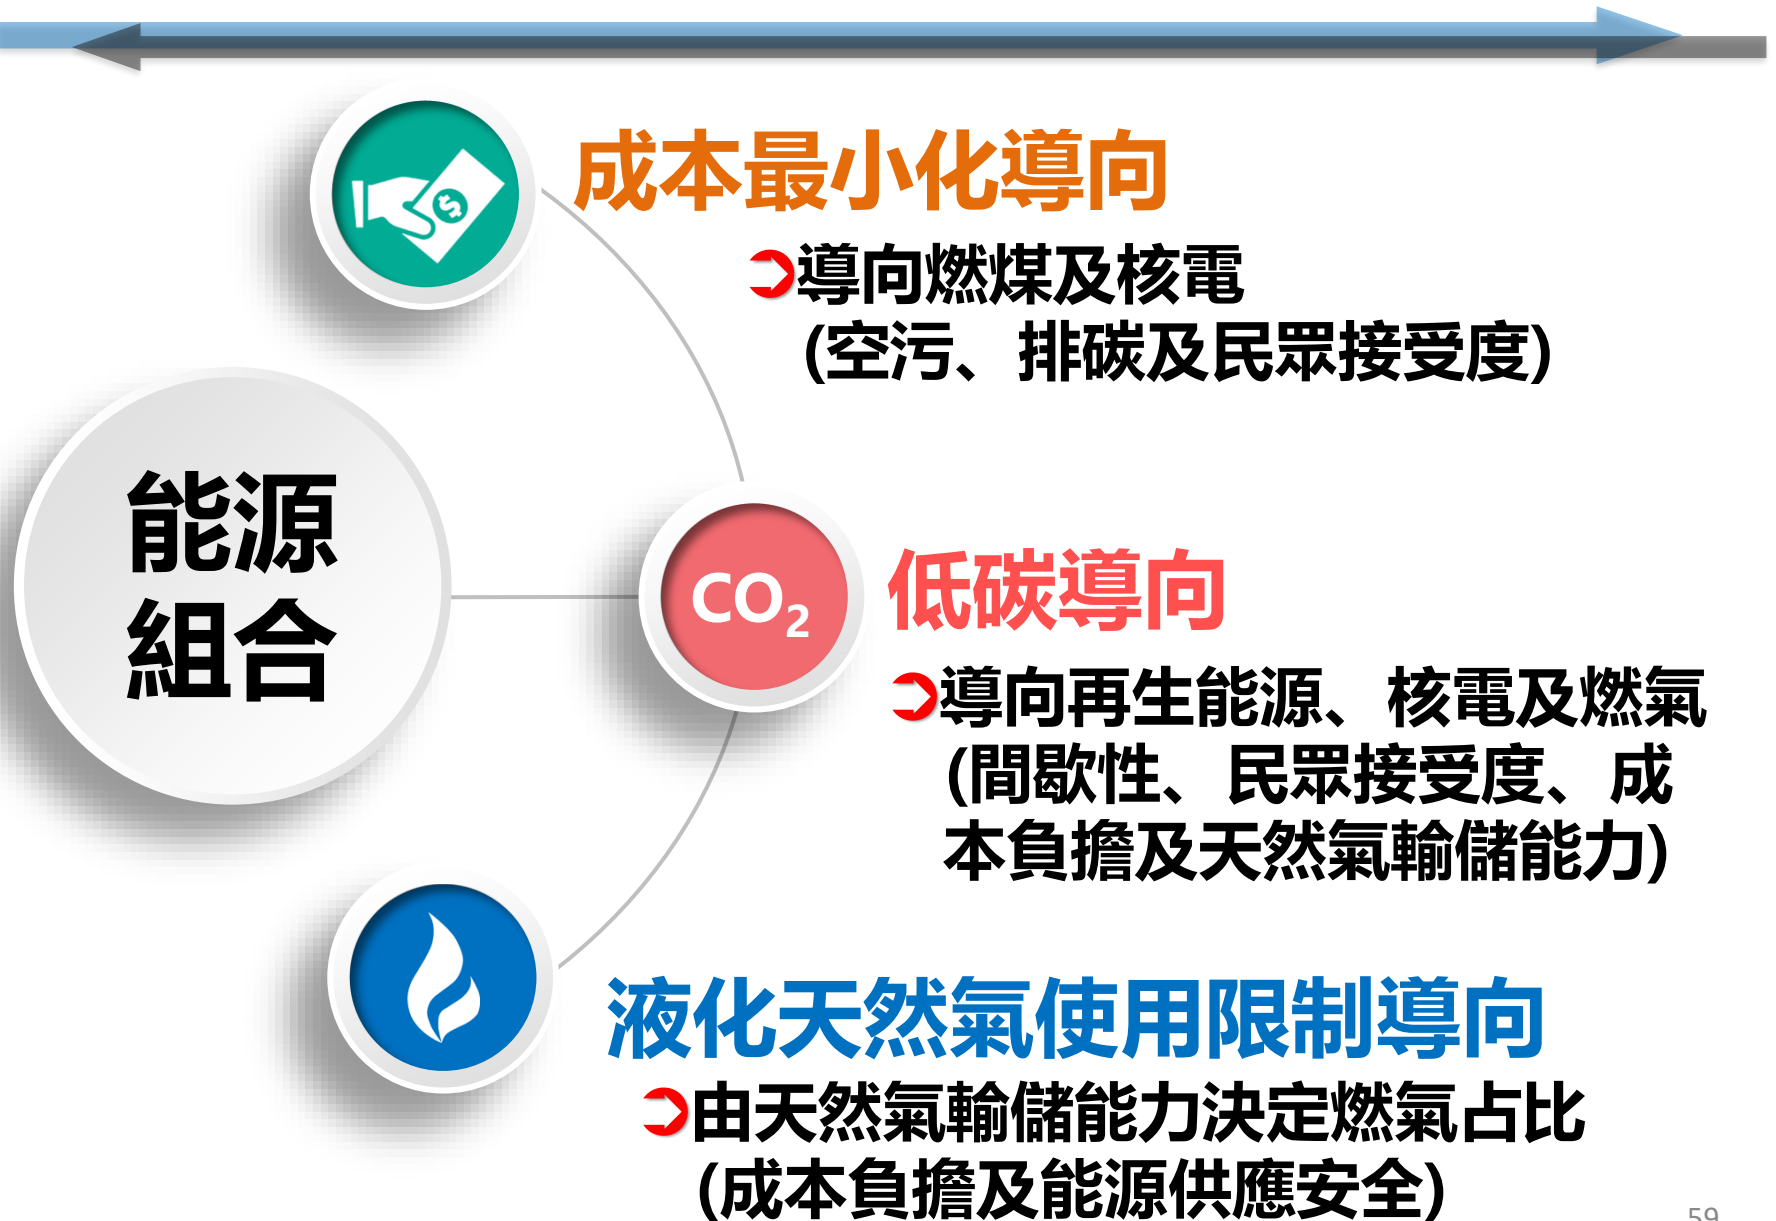 成本最小化導向
導向燃煤及核電
(空污、排碳及民眾接受度)
能源
組合
CO₂
低碳導向
導向再生能源、核電及燃氣
(間歇性、民眾接受度、成
本負擔及天然氣輸儲能力)
液化天然氣使用限制導向
由天然氣輸儲能力決定燃氣占比
(成本負擔及能源供應安全)
59